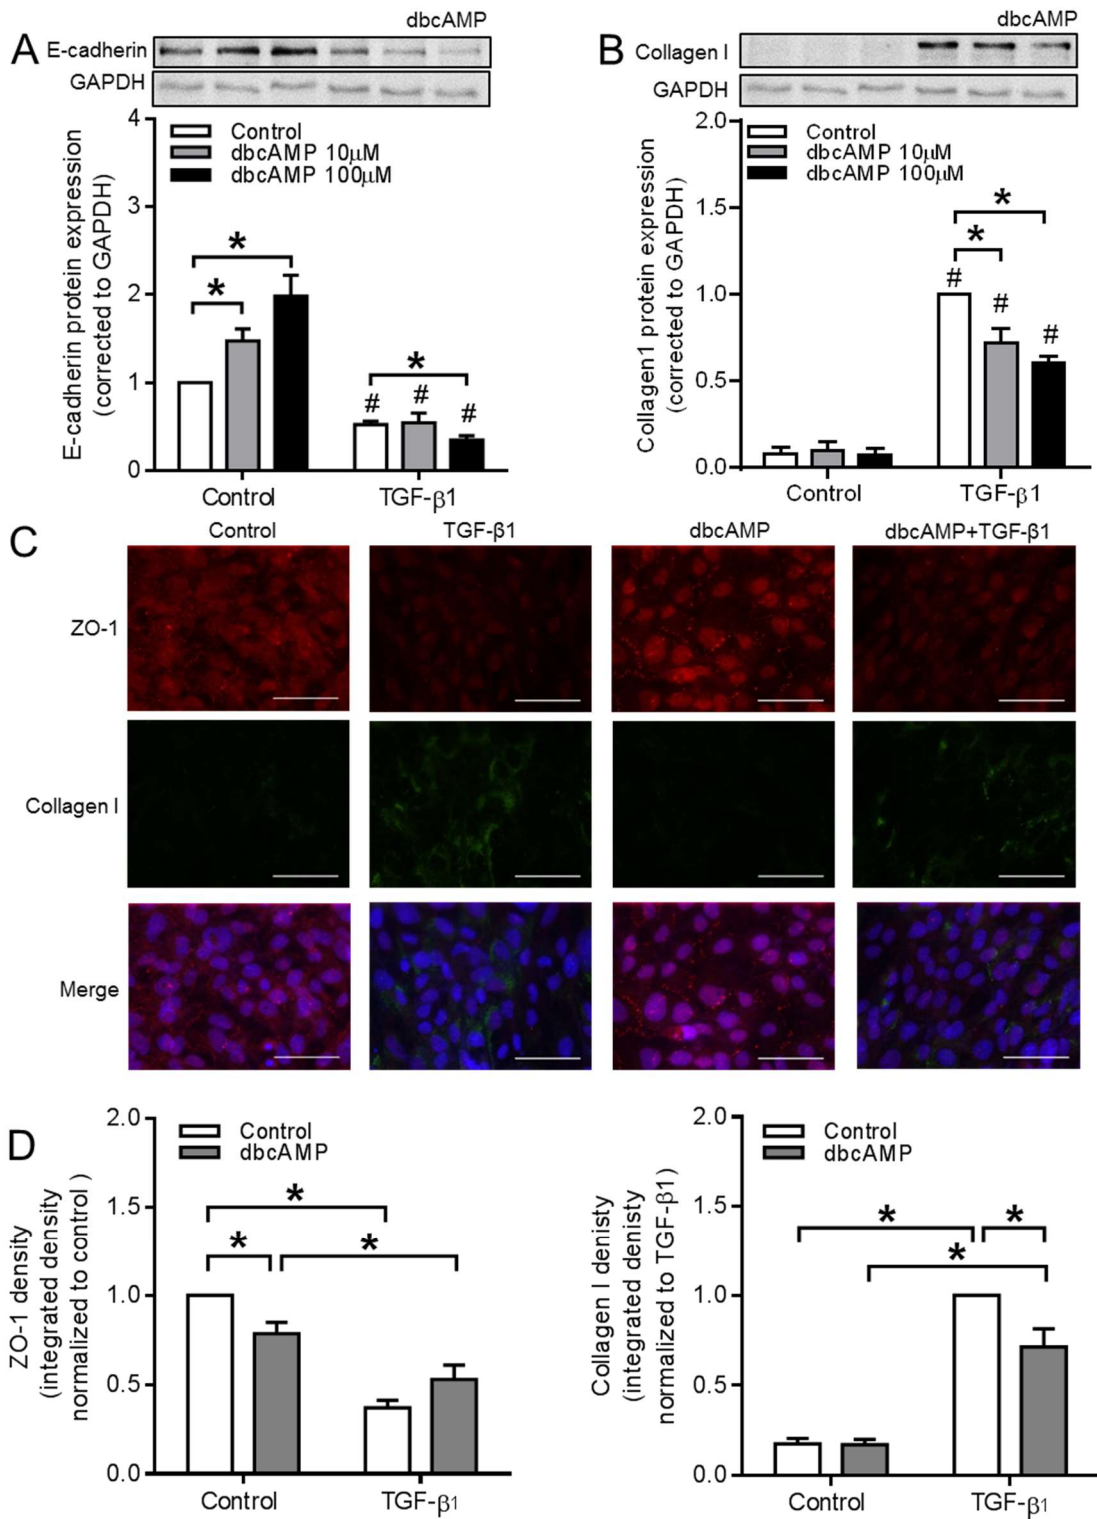 A
dbcAMP
E-cadherin
GAPDH
4
3
2
1
0
E-cadherin protein expression
(corrected to GAPDH)
Control
dbcAMP 10µM
dbcAMP 100µM
*
*
*
#
#
#
Control
TGF-β1
B
dbcAMP
Collagen I
GAPDH
2.0
1.5
1.0
0.5
0.0
Collagen1 protein expression
(corrected to GAPDH)
Control
dbcAMP 10µM
dbcAMP 100µM
*
*
#
#
#
Control
TGF-β1
C
Control
TGF-β1
dbcAMP
dbcAMP+TGF-β1
ZO-1
Collagen I
Merge
D
2.0
1.5
1.0
0.5
0.0
ZO-1 density
(integrated density
normalized to control )
Control
dbcAMP
*
*
*
Control
TGF-β1
2.0
1.5
1.0
0.5
0.0
Collagen I denisty
(integrated denisty
normalized to TGF-β1)
Control
dbcAMP
*
*
*
Control
TGF-β1